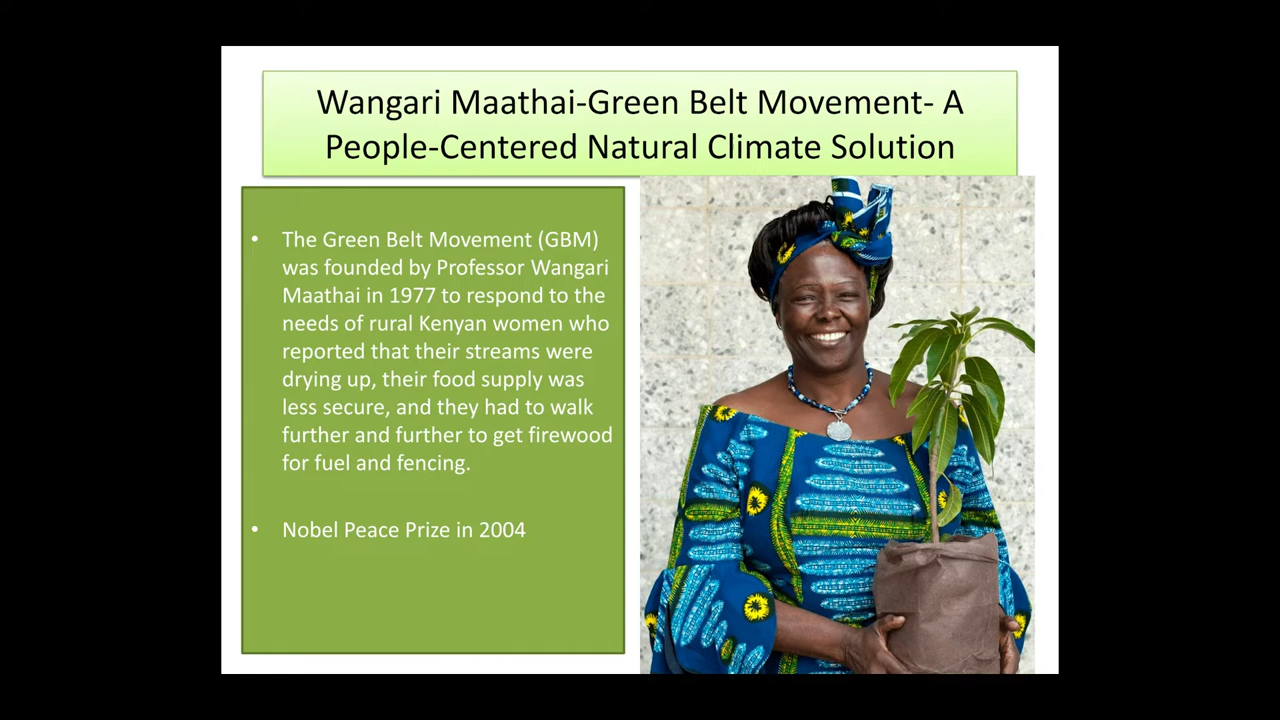 Wangari Maathai-Green Belt Movement- A
People-Centered Natural Climate Solution
• The Green Belt Movement (GBM)
was founded by Professor Wangari
Maathai in 1977 to respond to the
needs of rural Kenyan women who
reported that their streams were
drying up, their food supply was
less secure, and they had to walk
further and further to get firewood
for fuel and fencing.
• Nobel Peace Prize in 2004